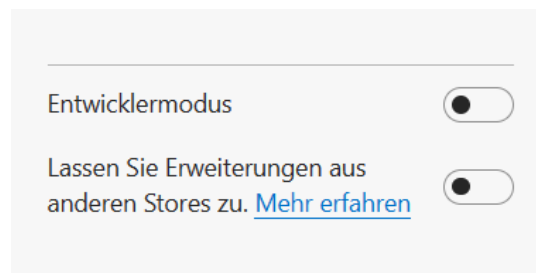 Entwicklermodus
Lassen Sie Erweiterungen aus
anderen Stores zu. Mehr erfahren